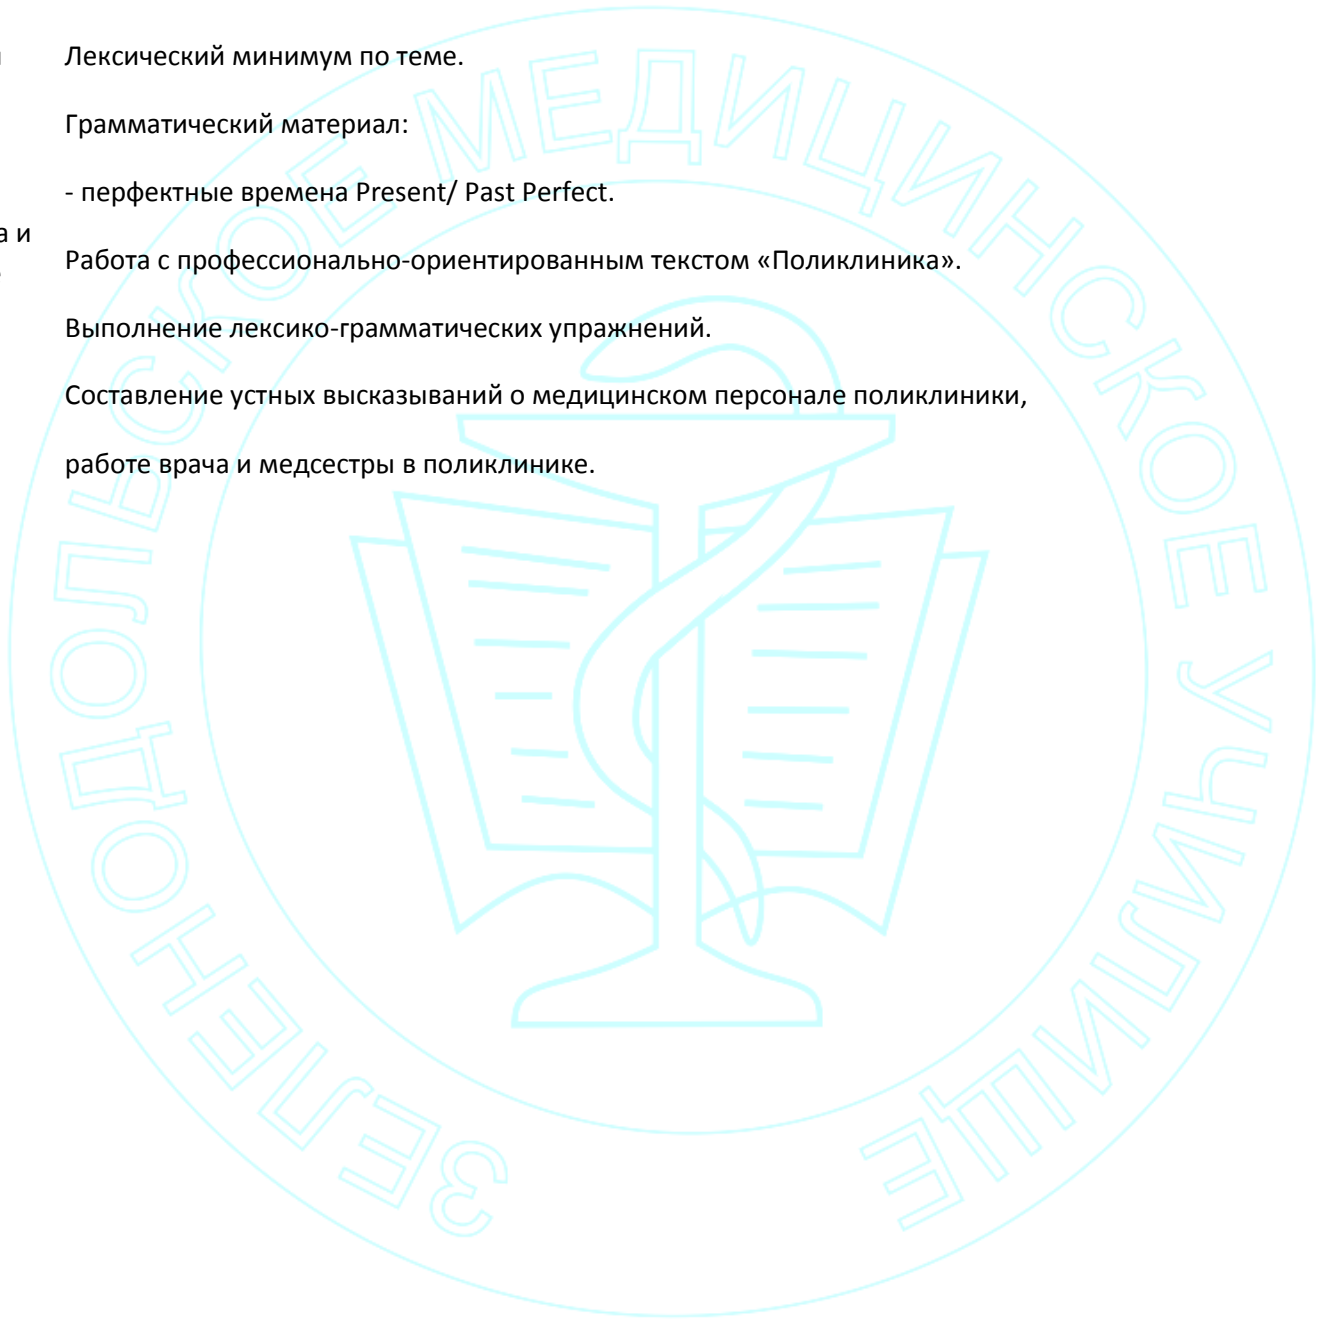 Лексический минимум по теме.
Грамматический материал:
- перфектные времена Present/ Past Perfect.
а и
Работа с профессионально-ориентированным текстом «Поликлиника».
Выполнение лексико-грамматических упражнений.
Составление устных высказываний о медицинском персонале поликлиники,
работе врача и медсестры в поликлинике.
ЗЕЛЕНОДОЛЬСКОЕ МЕДИЦИНСКОЕ УЧИЛИЩЕ